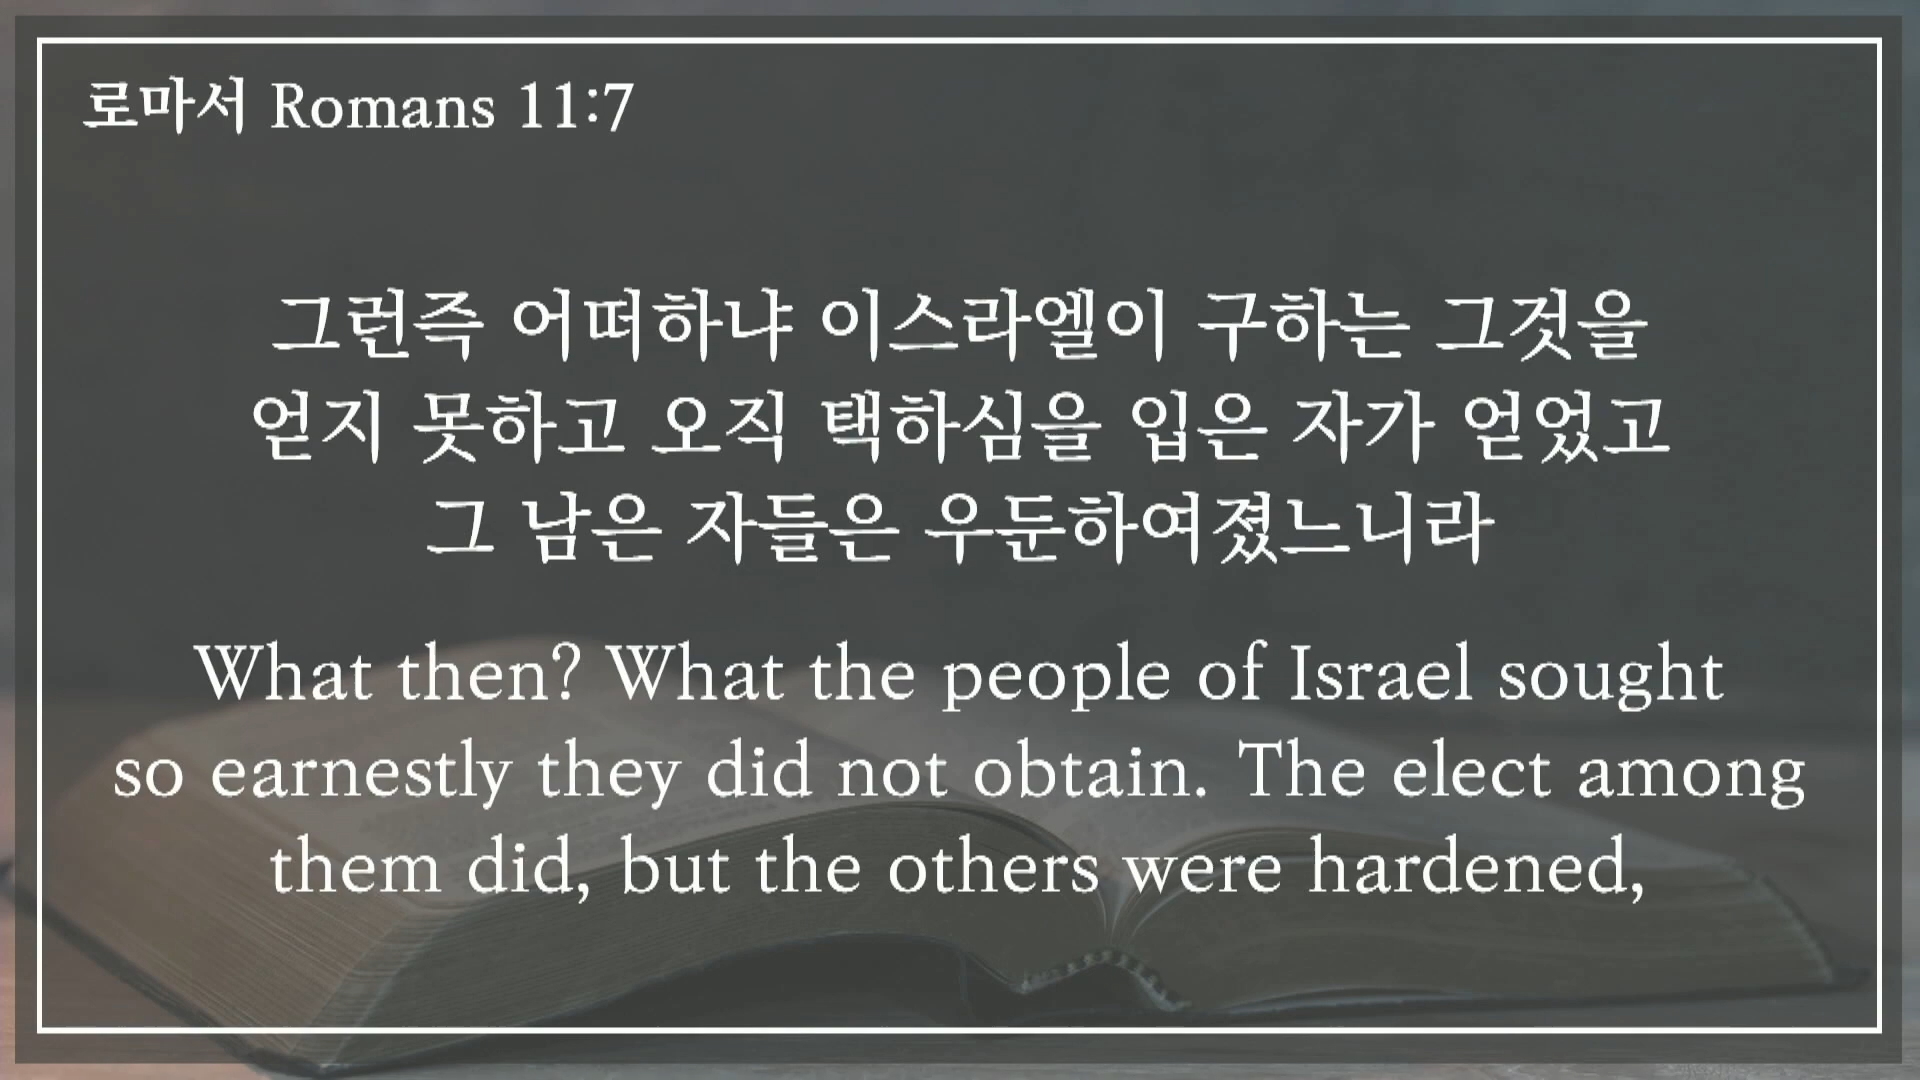 로마서 Romans 11:7
그런즉 어떠하냐 이스라엘이 구하는 그것을
얻지 못하고 오직 택하심을 입은 자가 얻었고
그 남은 자들은 우둔하여졌느니라
What then? What the people of Israel sought
so earnestly they did not obtain. The elect among
them did, but the others were hardened,